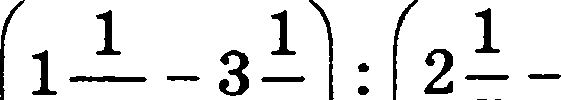 (1 1/ - 3 1/) : (2 1/ -